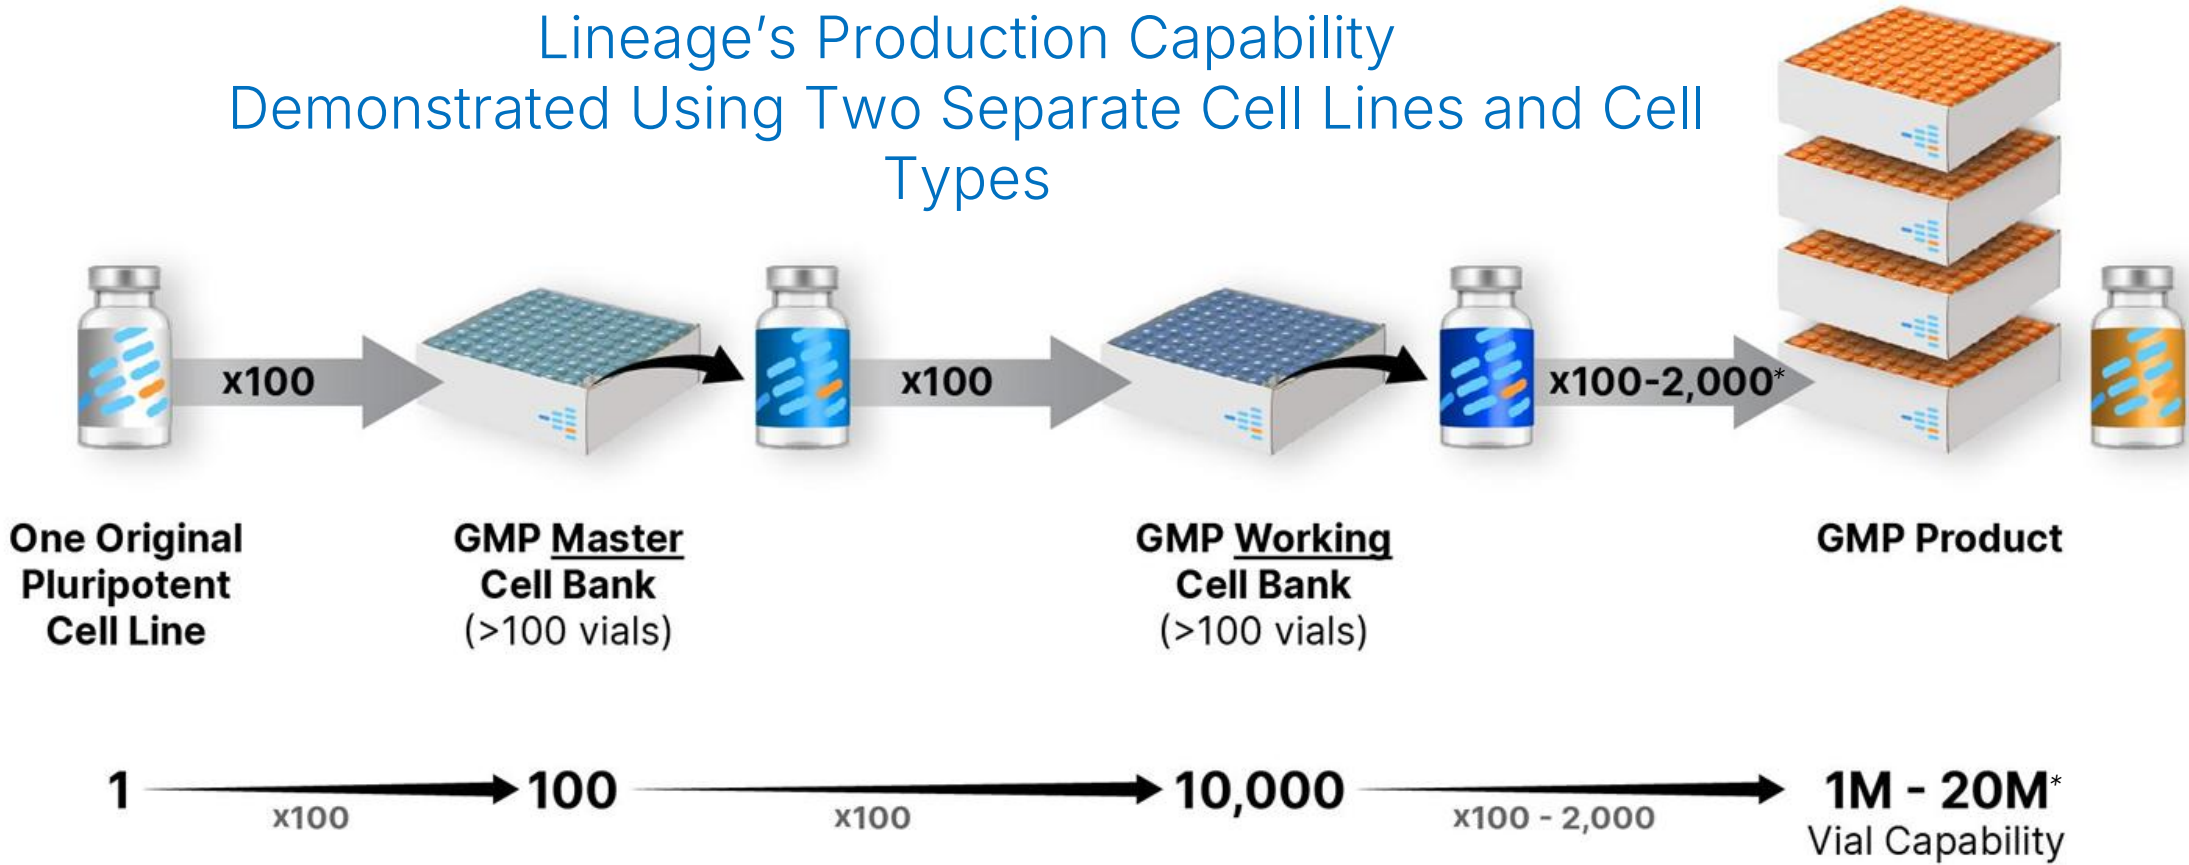 Lineage's Production Capability
Demonstrated Using Two Separate Cell Lines and Cell
Types
x100
x100
x100-2,000*
One Original
Pluripotent
Cell Line
GMP Master
Cell Bank
(>100 vials)
GMP Working
Cell Bank
(>100 vials)
GMP Product
1
x100
100
x100
10,000
x100 - 2,000
1M - 20M*
Vial Capability